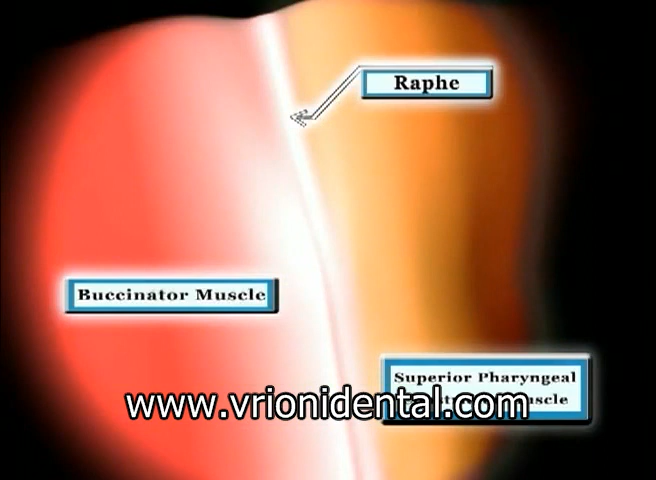 Raphe
Buccinator Muscle
Superior Pharyngeal
www.vrionidental.com